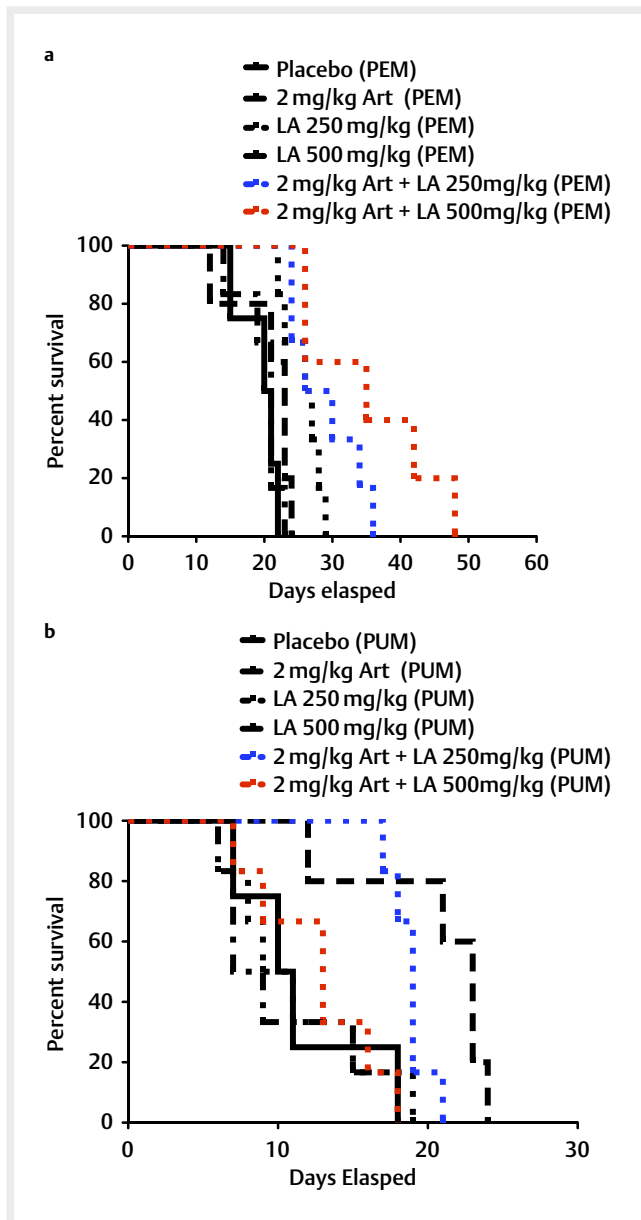 a
Placebo (PEM)
2 mg/kg Art (PEM)
LA 250 mg/kg (PEM)
LA 500 mg/kg (PEM)
2 mg/kg Art + LA 250mg/kg (PEM)
2 mg/kg Art + LA 500mg/kg (PEM)
100
80
60
40
20
0
Percent survival
0 10 20 30 40 50 60
Days elasped
b
Placebo (PUM)
2 mg/kg Art (PUM)
LA 250 mg/kg (PUM)
LA 500 mg/kg (PUM)
2 mg/kg Art + LA 250mg/kg (PUM)
2 mg/kg Art + LA 500mg/kg (PUM)
100
80
60
40
20
0
Percent survival
0 10 20 30
Days Elasped